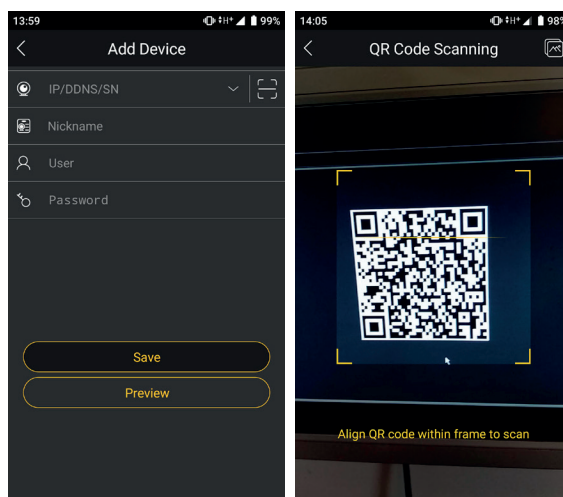 13:59
H+ 99%
Add Device
IP/DDNS/SN
Nickname
User
Password
Save
Preview
14:05
H+ 98%
QR Code Scanning
Align QR code within frame to scan